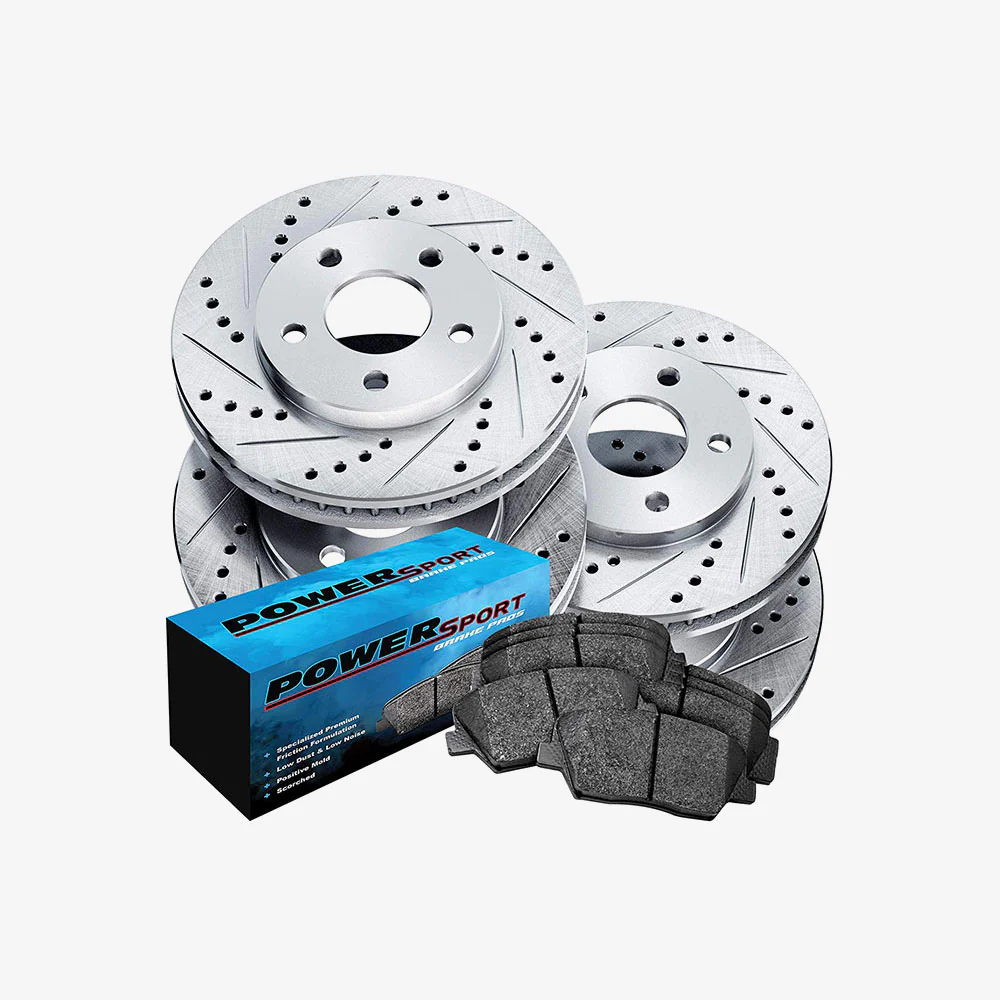 POWERSPORT
BRAKE PADS
POWERSPORT
BRAKE PADS
+ Specialized Premium
Friction Formulation
+ Low Dust & Low Noise
+ Positive Mold
+ Scorched